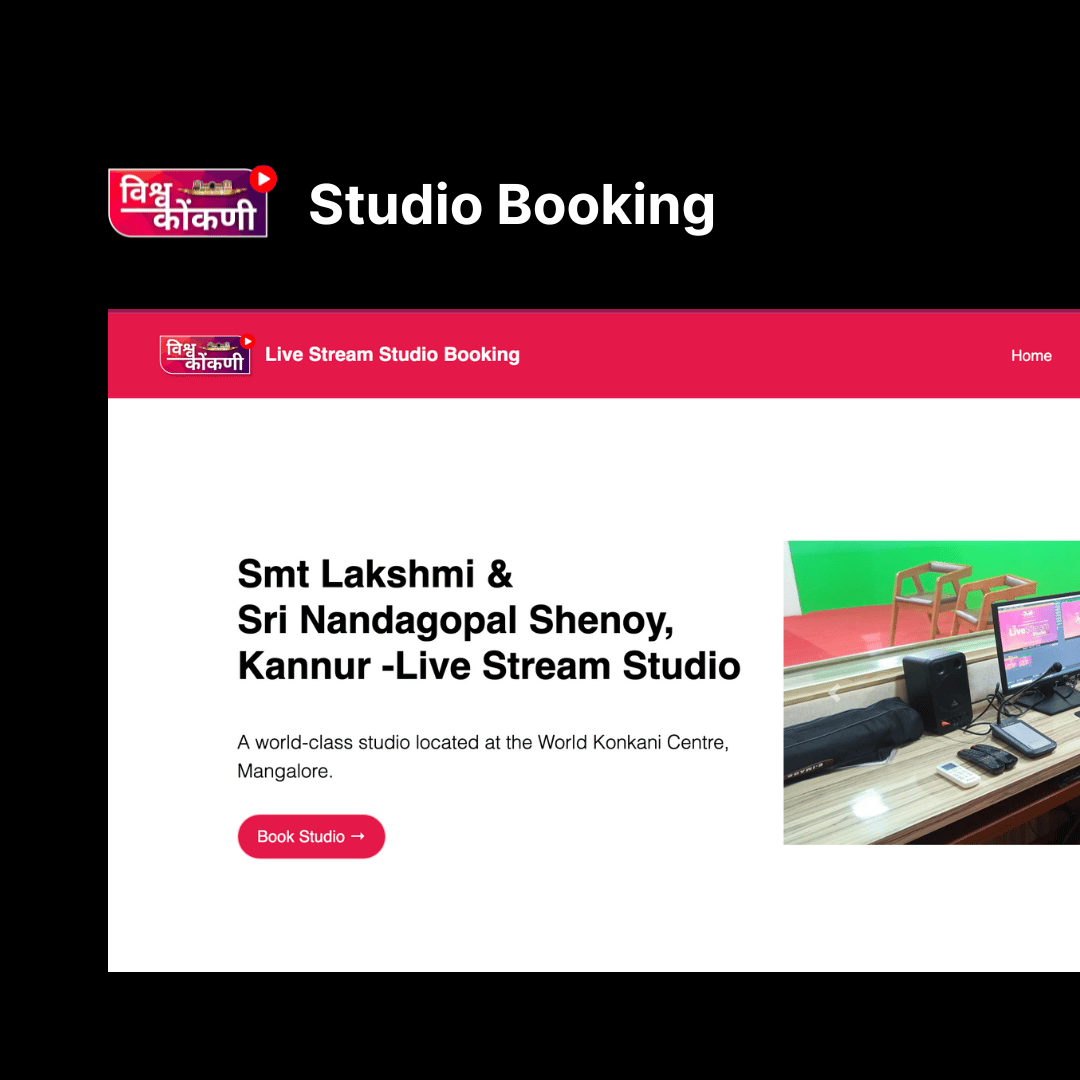 विश्व
कोंकणी
Studio Booking
विश्व
कोंकणी
Live Stream Studio Booking
Home
Smt Lakshmi &
Sri Nandagopal Shenoy,
Kannur -Live Stream Studio
A world-class studio located at the World Konkani Centre,
Mangalore.
Book Studio →
LiveStream